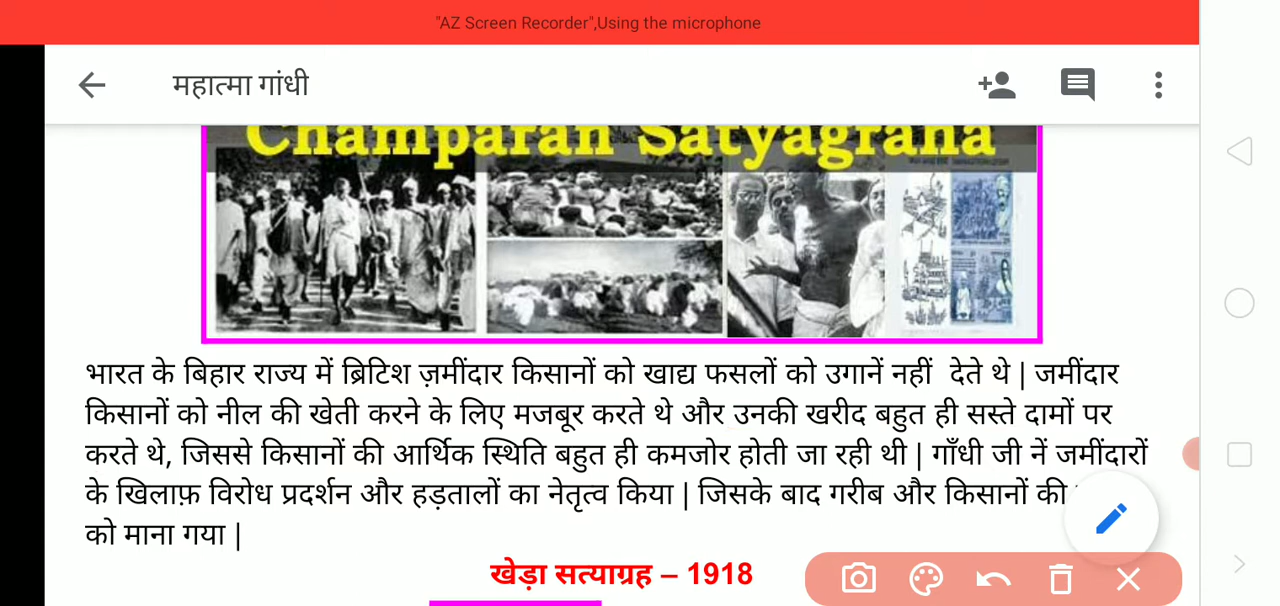 "AZ Screen Recorder",Using the microphone
महात्मा गांधी
Champaran Satyagraha
भारत के बिहार राज्य में ब्रिटिश ज़मींदार किसानों को खाद्य फसलों को उगानें नहीं देते थे | जमींदार
किसानों को नील की खेती करने के लिए मजबूर करते थे और उनकी खरीद बहुत ही सस्ते दामों पर
करते थे, जिससे किसानों की आर्थिक स्थिति बहुत ही कमजोर होती जा रही थी | गाँधी जी नें जमींदारों
के खिलाफ़ विरोध प्रदर्शन और हड़तालों का नेतृत्व किया | जिसके बाद गरीब और किसानों की
को माना गया |
खेड़ा सत्याग्रह – 1918